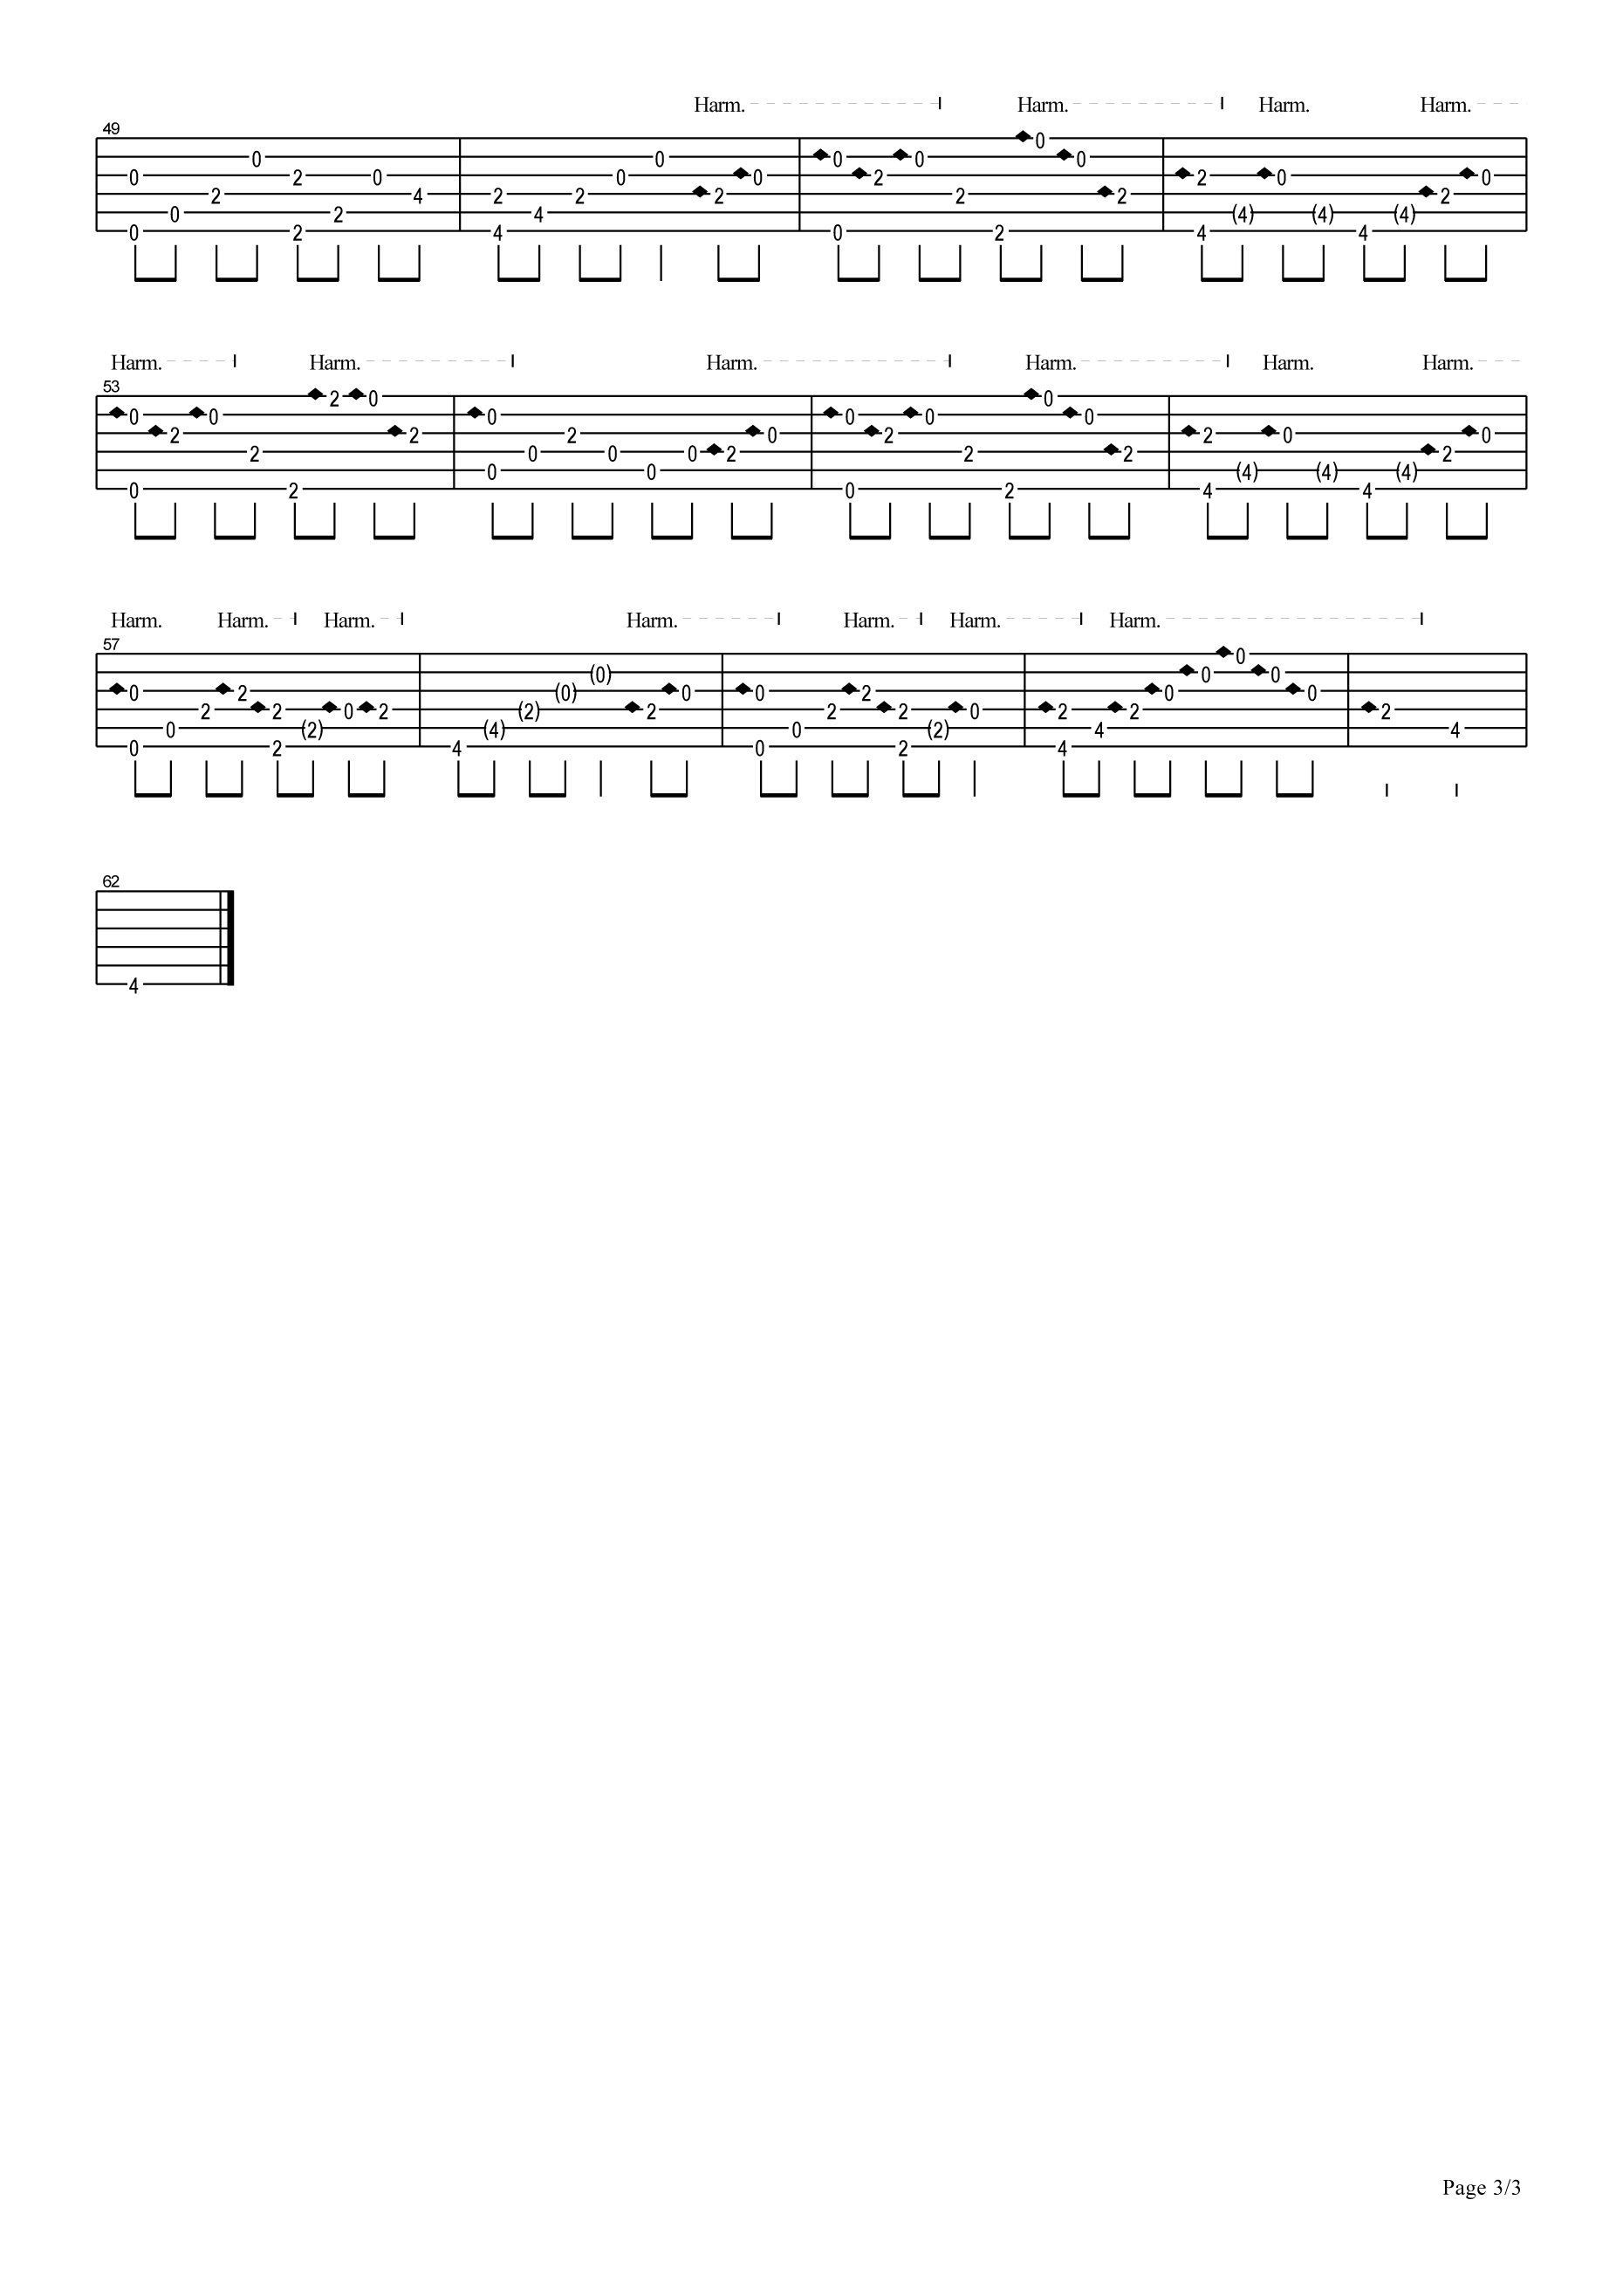 Harm. Harm. Harm. Harm.
49
0 0
0 0 0 0 0
0 2 0 0 2 2 0 0
2 4 2 2 2 2 2 2
0 2 4 (4) (4) (4)
0 2 4 0 2 4 4
Harm. Harm. Harm. Harm. Harm. Harm.
53
2 0 0
0 0 0 0 0 0
2 2 2 2 0 0
2 2 0 0 0 2 2 2 2
0 0 (4) (4) (4)
0 2 0 2 4 4
Harm. Harm. Harm. Harm. Harm. Harm. Harm.
57
0
(0) 0 0
0 2 (0) 0 0 2 0 0
2 2 0 2 (2) 2 2 2 0 2 2 2
0 (2) (4) 0 (2) 4 4
0 2 4 0 2 4
62
4
Page 3/3